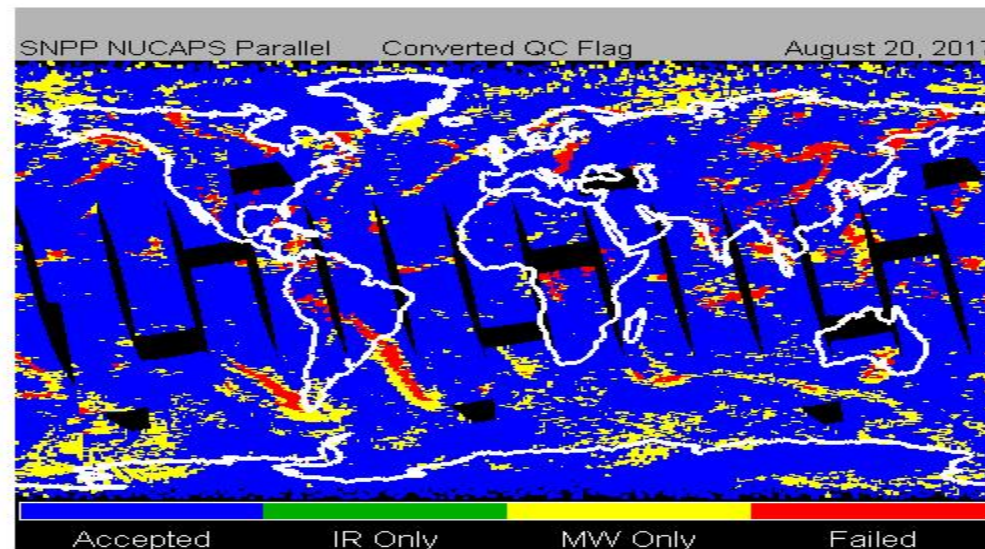 SNPP NUCAPS Parallel Converted QC Flag August 20, 2017
Accepted IR Only MW Only Failed